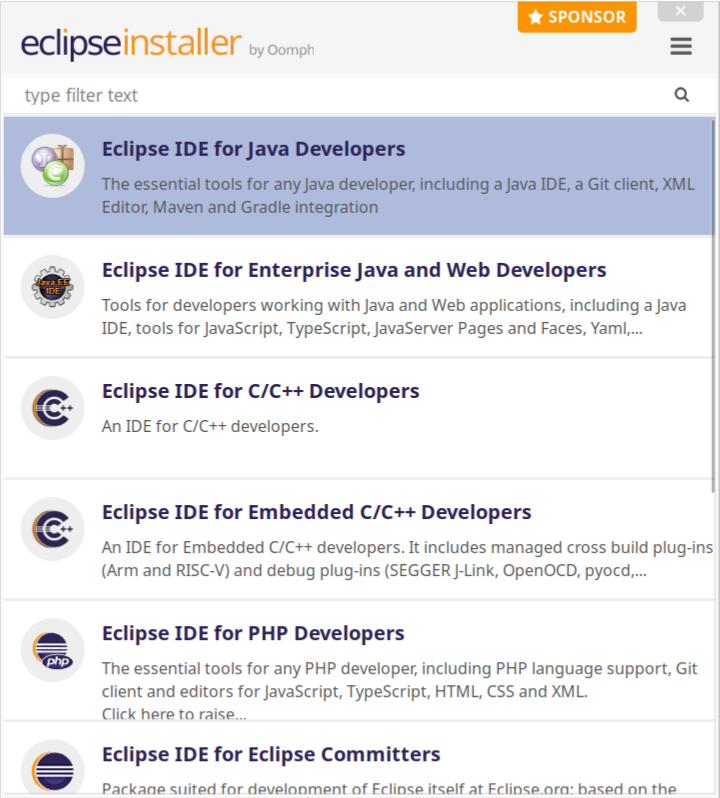 SPONSOR
eclipseinstaller by Oomph
type filter text
Eclipse IDE for Java Developers
The essential tools for any Java developer, including a Java IDE, a Git client, XML
Editor, Maven and Gradle integration
Java EE
IDE
Eclipse IDE for Enterprise Java and Web Developers
Tools for developers working with Java and Web applications, including a Java
IDE, tools for JavaScript, TypeScript, JavaServer Pages and Faces, Yaml,...
C++
Eclipse IDE for C/C++ Developers
An IDE for C/C++ developers.
C++
Eclipse IDE for Embedded C/C++ Developers
An IDE for Embedded C/C++ developers. It includes managed cross build plug-ins
(Arm and RISC-V) and debug plug-ins (SEGGER J-Link, OpenOCD, pyocd,...
php
Eclipse IDE for PHP Developers
The essential tools for any PHP developer, including PHP language support, Git
client and editors for JavaScript, TypeScript, HTML, CSS and XML.
Click here to raise...
Eclipse IDE for Eclipse Committers
Package suited for development of Eclipse itself at Eclipse.org; based on the